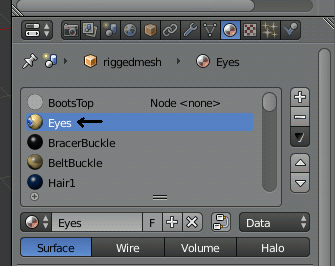 riggedmesh Eyes
BootsTop Node <none>
Eyes
BracerBuckle
BeltBuckle
Hair1
Eyes F Data
Surface Wire Volume Halo